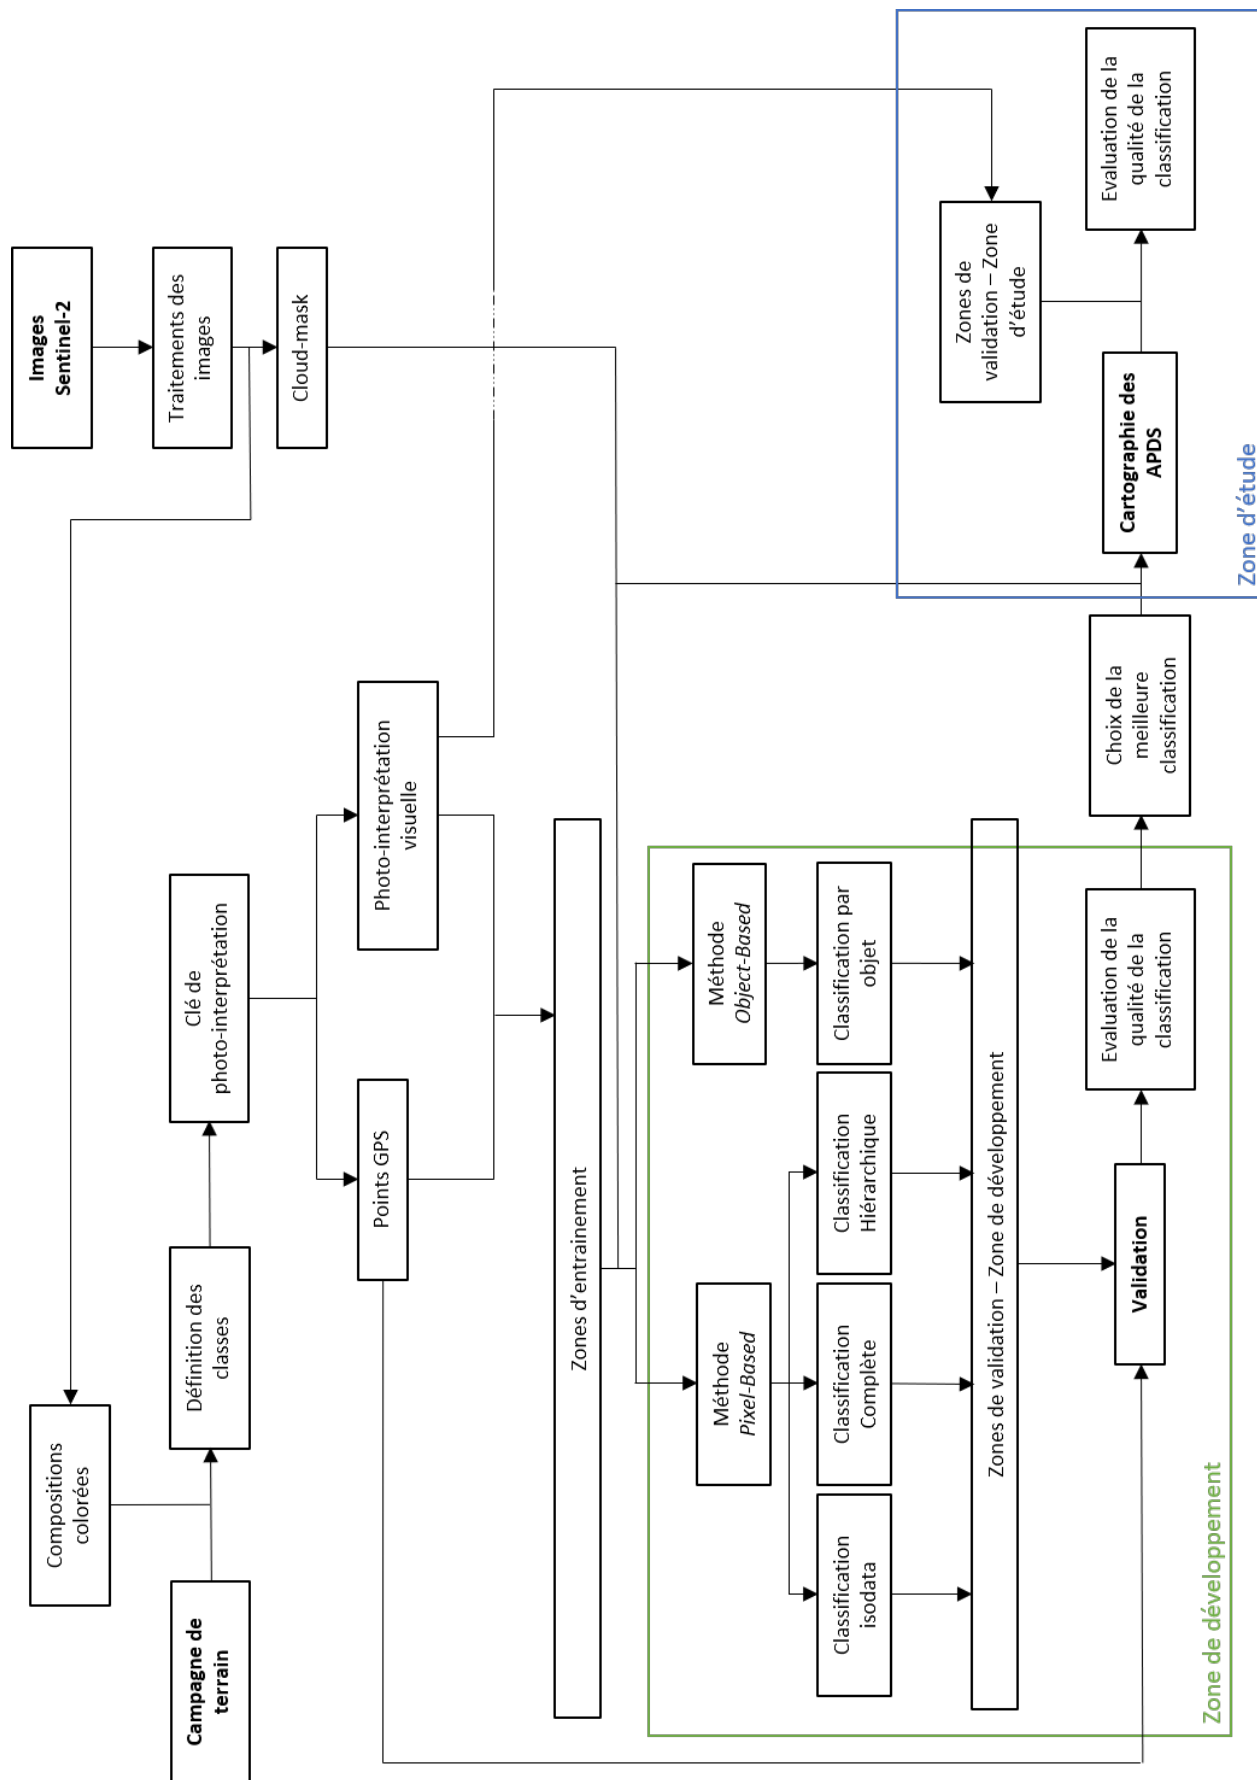 Images
Sentinel-2
Traitements des
images
Cloud-mask
Compositions
colorées
Campagne de
terrain
Définition des
classes
Clé de
photo-interprétation
Points GPS
Photo-interprétation
visuelle
Zones d'entrainement
Méthode
Pixel-Based
Méthode
Object-Based
Classification
isodata
Classification
Complète
Classification
Hiérarchique
Classification par
objet
Zones de validation – Zone de développement
Validation
Evaluation de la
qualité de la
classification
Zone de développement
Choix de la
meilleure
classification
Zones de
validation – Zone
d'étude
Cartographie des
APDS
Evaluation de la
qualité de la
classification
Zone d'étude